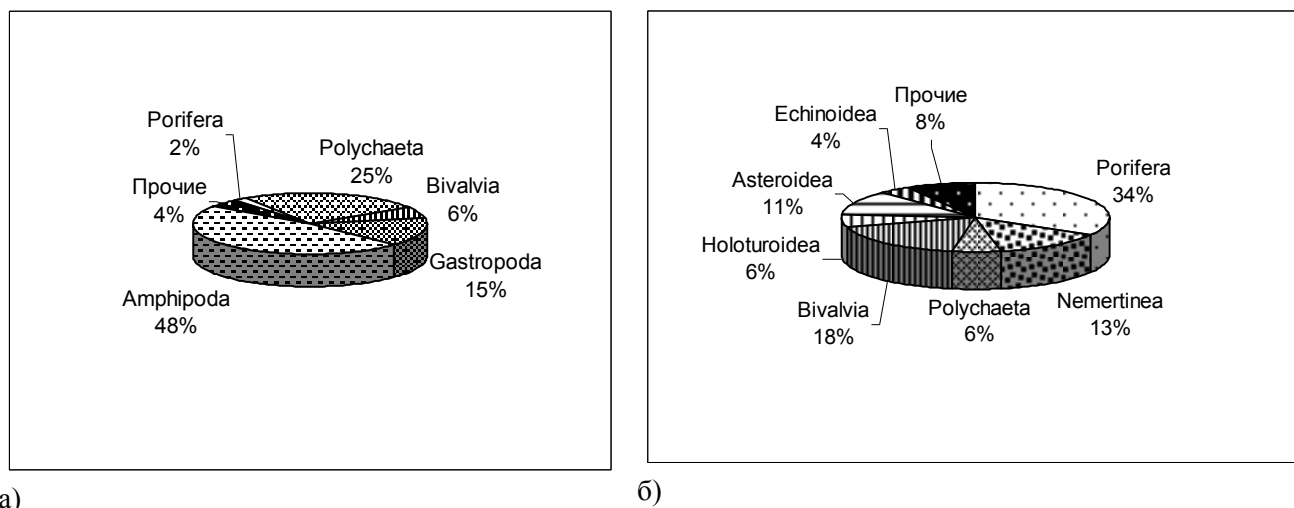 Porifera
2%
Polychaeta
25%
Прочие
4%
Bivalvia
6%
Gastropoda
15%
Amphipoda
48%
а)
Echinoidea
4%
Прочие
8%
Porifera
34%
Asteroidea
11%
Holoturoidea
6%
Bivalvia
18%
Polychaeta
6%
Nemertinea
13%
б)